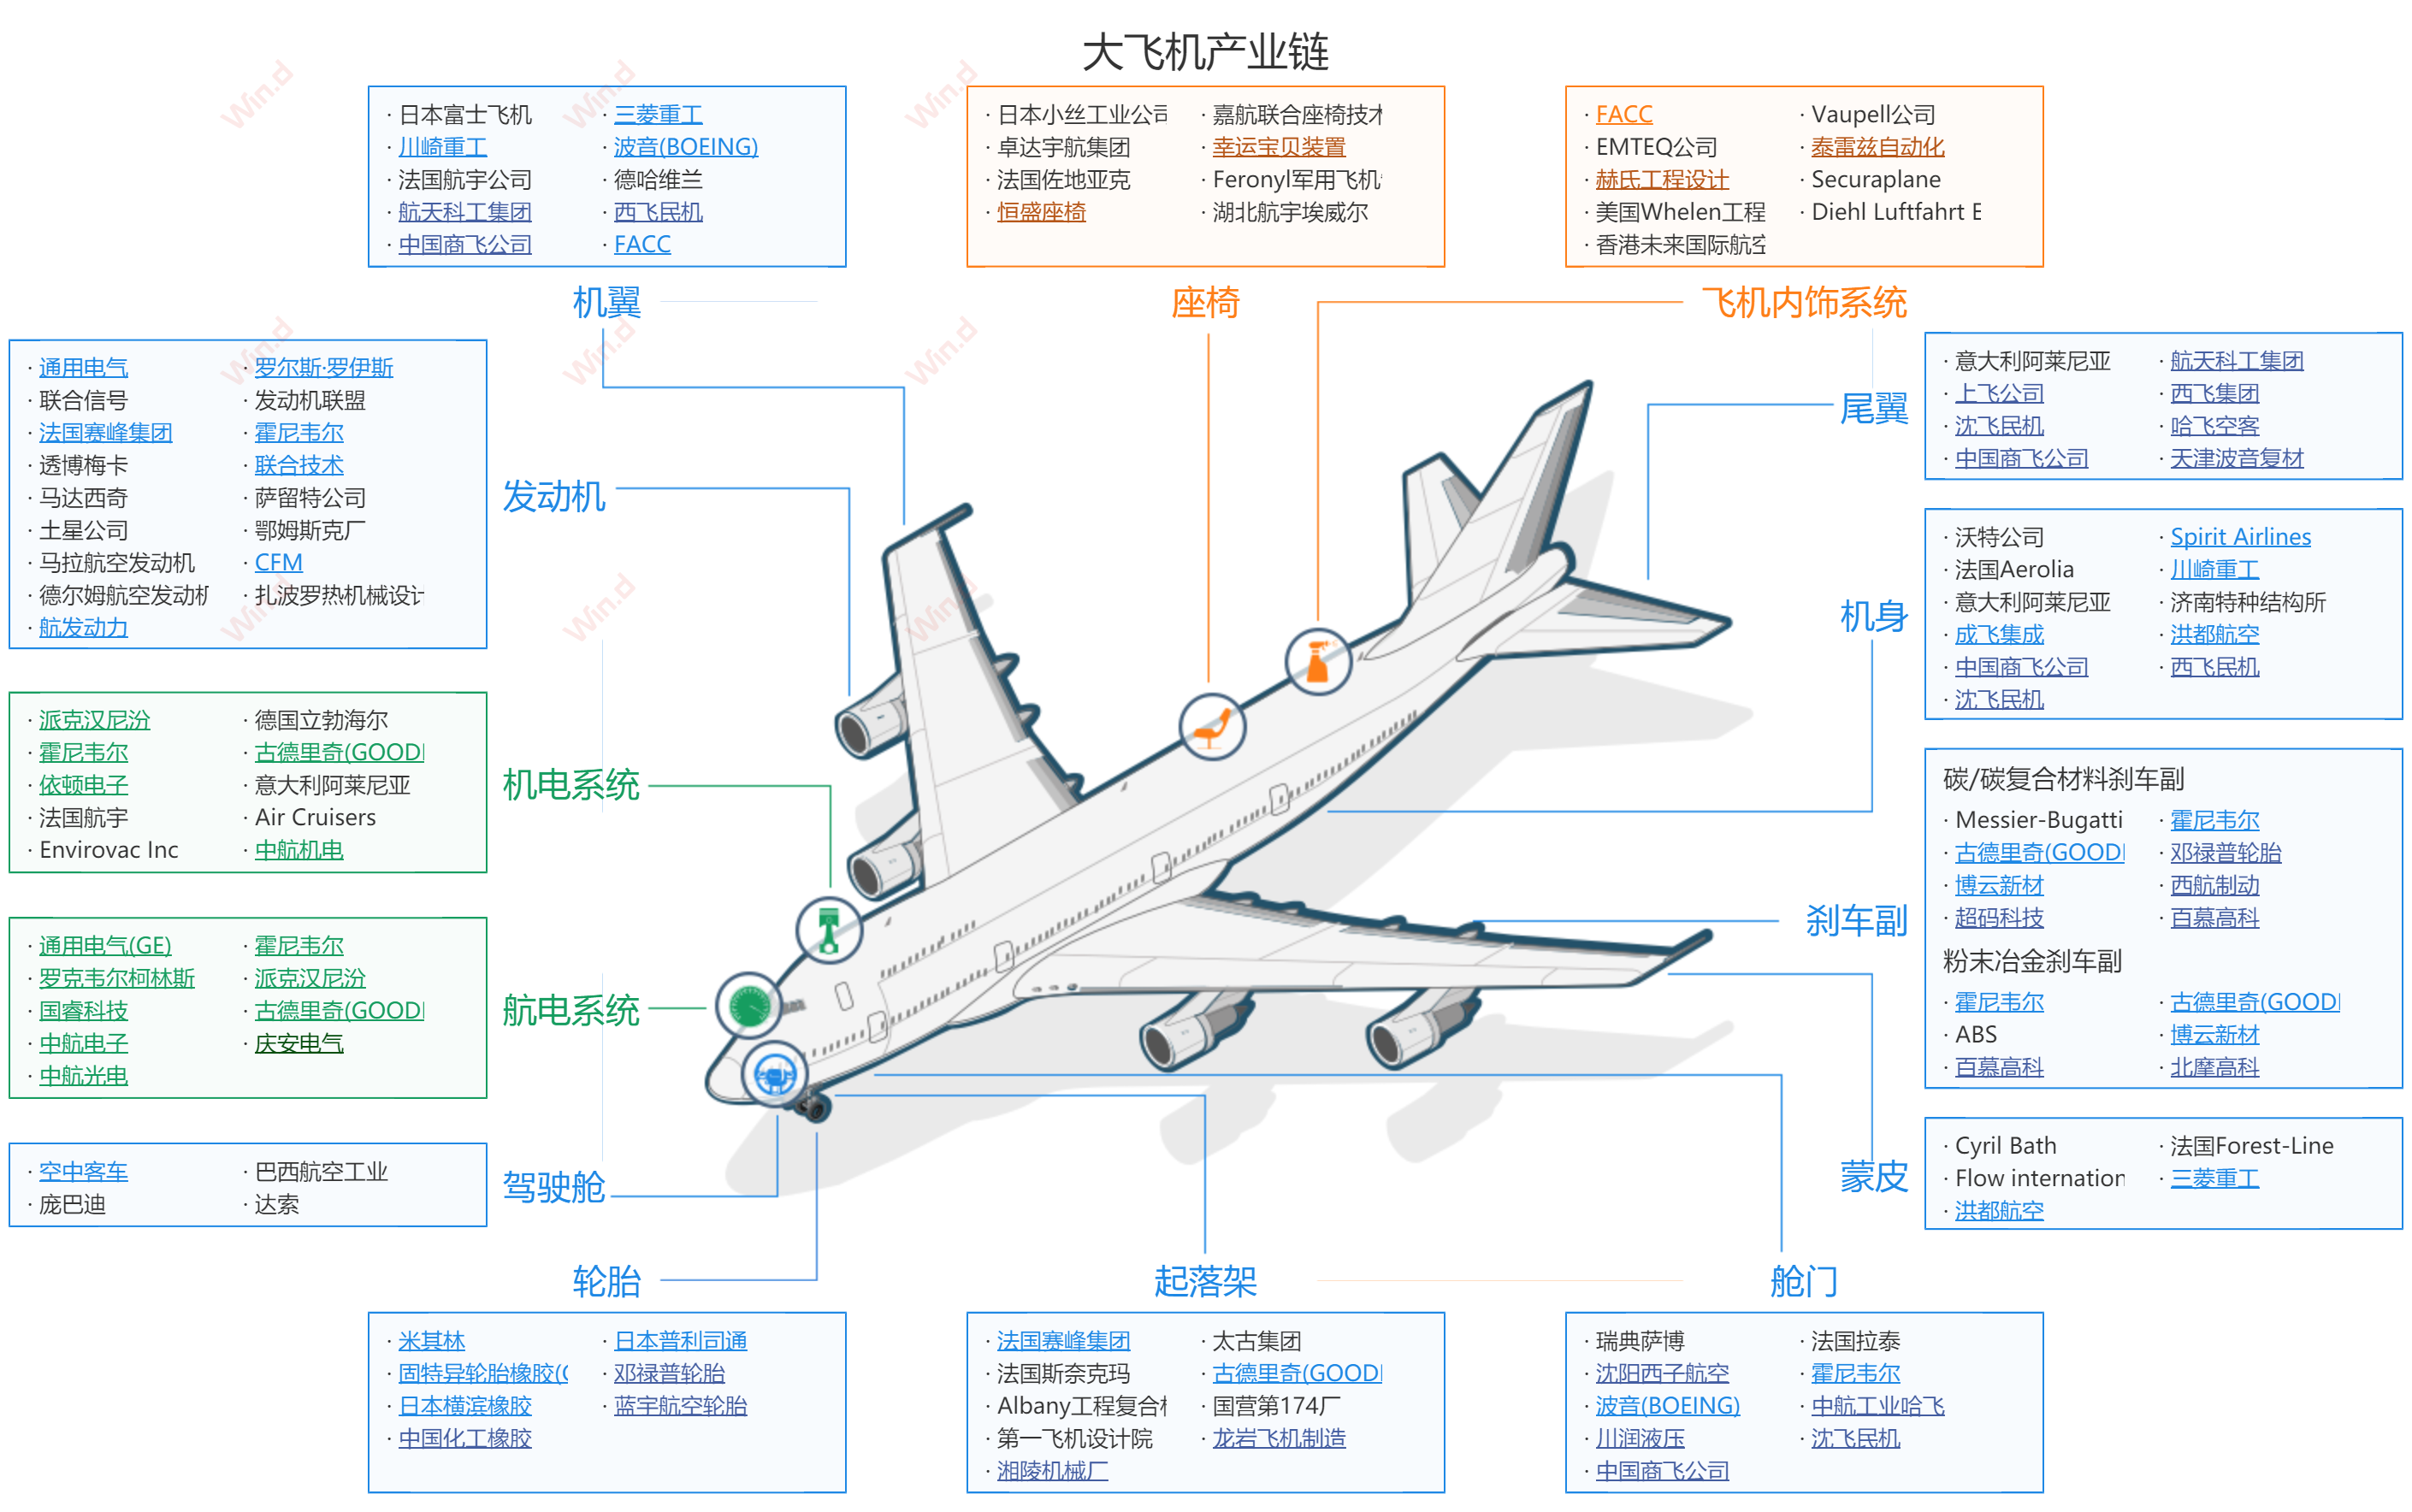 大飞机产业链
· 日本富士飞机 · 三菱重工
· 川崎重工 · 波音(BOEING)
· 法国航宇公司 · 德哈维兰
· 航天科工集团 · 西飞民机
· 中国商飞公司 · FACC
机翼
· 日本小丝工业公司 · 嘉航联合座椅技术
· 卓达宇航集团 · 幸运宝贝装置
· 法国佐地亚克 · Feronyl军用飞机
· 恒盛座椅 · 湖北航宇埃威尔
座椅
· FACC · Vaupell公司
· EMTEQ公司 · 泰雷兹自动化
· 赫氏工程设计 · Securaplane
· 美国Whelen工程 · Diehl Luftfahrt E
· 香港未来国际航空
飞机内饰系统
· 通用电气 · 罗尔斯·罗伊斯
· 联合信号 · 发动机联盟
· 法国赛峰集团 · 霍尼韦尔
· 透博梅卡 · 联合技术
· 马达西奇 · 萨留特公司
· 土星公司 · 鄂姆斯克厂
· 马拉航空发动机 · CFM
· 德尔姆航空发动机 · 扎波罗热机械设计
· 航发动力
发动机
· 派克汉尼汾 · 德国立勃海尔
· 霍尼韦尔 · 古德里奇(GOOD
· 依顿电子 · 意大利阿莱尼亚
· 法国航宇 · Air Cruisers
· Envirovac Inc · 中航机电
机电系统
· 通用电气(GE) · 霍尼韦尔
· 罗克韦尔柯林斯 · 派克汉尼汾
· 国睿科技 · 古德里奇(GOOD
· 中航电子 · 庆安电气
· 中航光电
航电系统
· 空中客车 · 巴西航空工业
· 庞巴迪 · 达索
驾驶舱
尾翼
· 意大利阿莱尼亚 · 航天科工集团
· 上飞公司 · 西飞集团
· 沈飞民机 · 哈飞空客
· 中国商飞公司 · 天津波音复材
机身
· 沃特公司 · Spirit Airlines
· 法国Aerolia · 川崎重工
· 意大利阿莱尼亚 · 济南特种结构所
· 成飞集成 · 洪都航空
· 中国商飞公司 · 西飞民机
· 沈飞民机
刹车副
碳/碳复合材料刹车副
· Messier-Bugatti · 霍尼韦尔
· 古德里奇(GOOD · 邓禄普轮胎
· 博云新材 · 西航制动
· 超码科技 · 百慕高科
粉末冶金刹车副
· 霍尼韦尔 · 古德里奇(GOOD
· ABS · 博云新材
· 百慕高科 · 北摩高科
蒙皮
· Cyril Bath · 法国Forest-Line
· Flow internation · 三菱重工
· 洪都航空
轮胎
· 米其林 · 日本普利司通
· 固特异轮胎橡胶( · 邓禄普轮胎
· 日本横滨橡胶 · 蓝宇航空轮胎
· 中国化工橡胶
起落架
· 法国赛峰集团 · 太古集团
· 法国斯奈克玛 · 古德里奇(GOOD
· Albany工程复合材 · 国营第174厂
· 第一飞机设计院 · 龙岩飞机制造
· 湘陵机械厂
舱门
· 瑞典萨博 · 法国拉泰
· 沈阳西子航空 · 霍尼韦尔
· 波音(BOEING) · 中航工业哈飞
· 川润液压 · 沈飞民机
· 中国商飞公司
Win.d
Win.d
Win.d
Win.d
Win.d
Win.d
Win.d
Win.d
Win.d